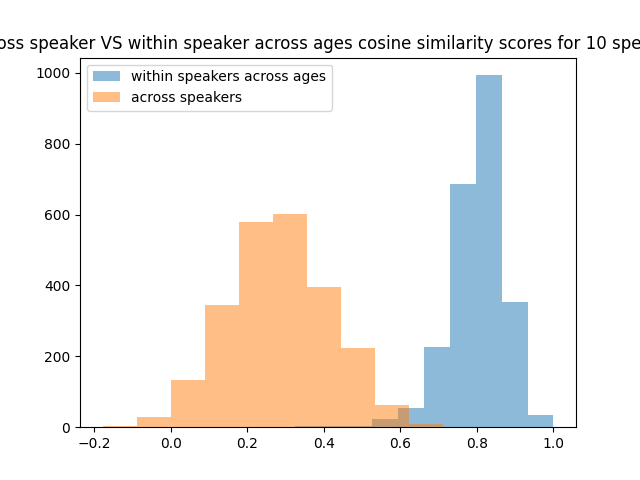 oss speaker VS within speaker across ages cosine similarity scores for 10 spe
within speakers across ages
across speakers
1000
800
600
400
200
0
−0.2 0.0 0.2 0.4 0.6 0.8 1.0